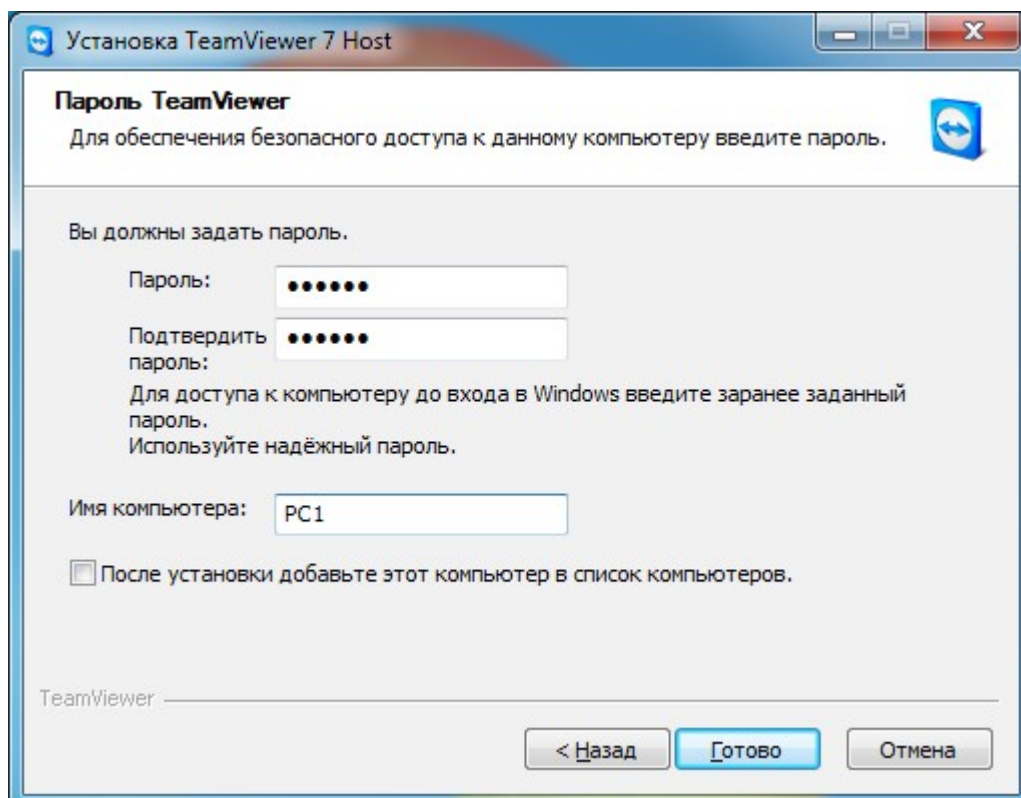 Установка TeamViewer 7 Host
Пароль TeamViewer
Для обеспечения безопасного доступа к данному компьютеру введите пароль.
Вы должны задать пароль.
Пароль: ••••••
Подтвердить ••••••
пароль:
Для доступа к компьютеру до входа в Windows введите заранее заданный
пароль.
Используйте надёжный пароль.
Имя компьютера: PC1
После установки добавьте этот компьютер в список компьютеров.
TeamViewer
< Назад Готово Отмена